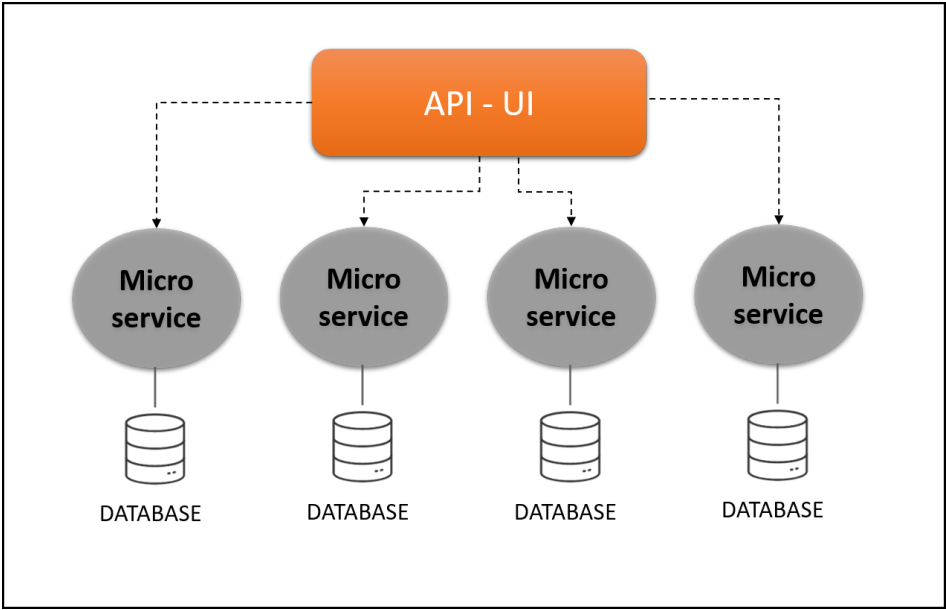 API - UI
Micro
service
Micro
service
Micro
service
Micro
service
DATABASE
DATABASE
DATABASE
DATABASE